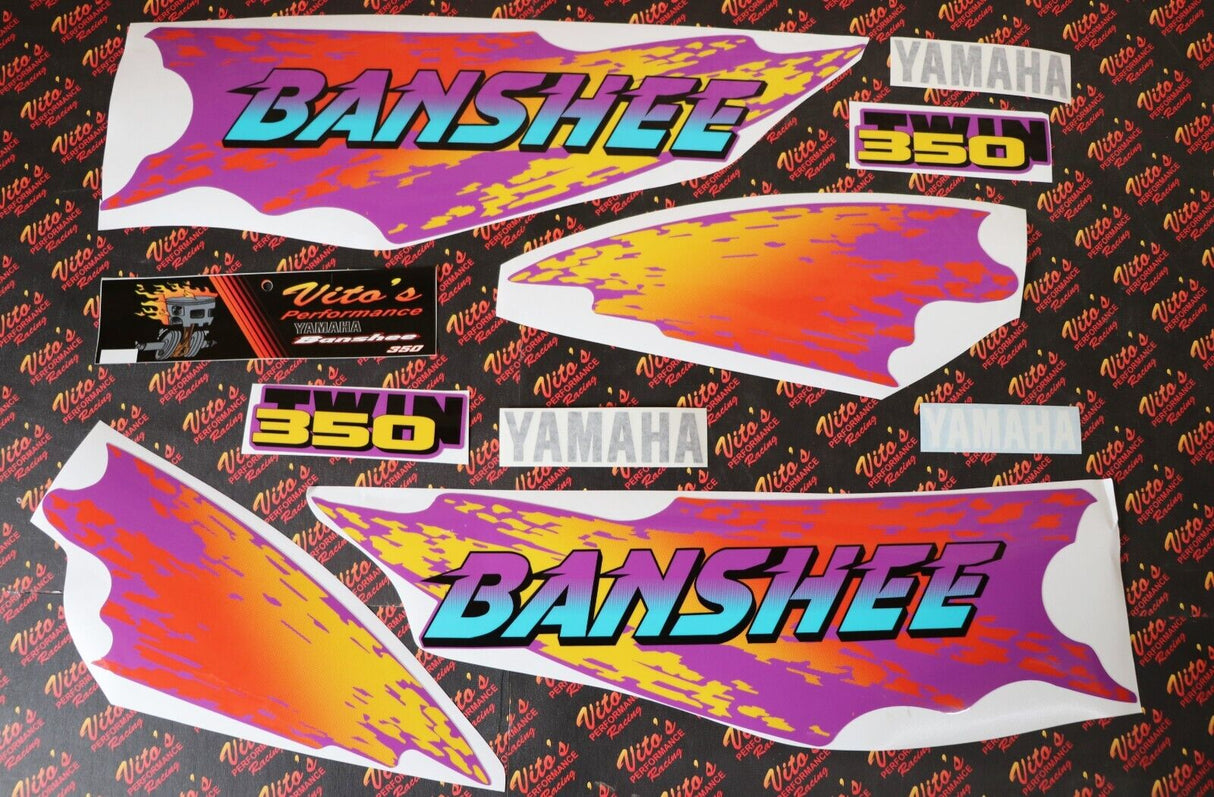 BANSHEE
YAMAHA
TWIN
350
Vito's
Performance
YAMAHA
Banshee
350
TWIN
350
YAMAHA
YAMAHA
BANSHEE
Vito's
PERFORMANCE
Racing